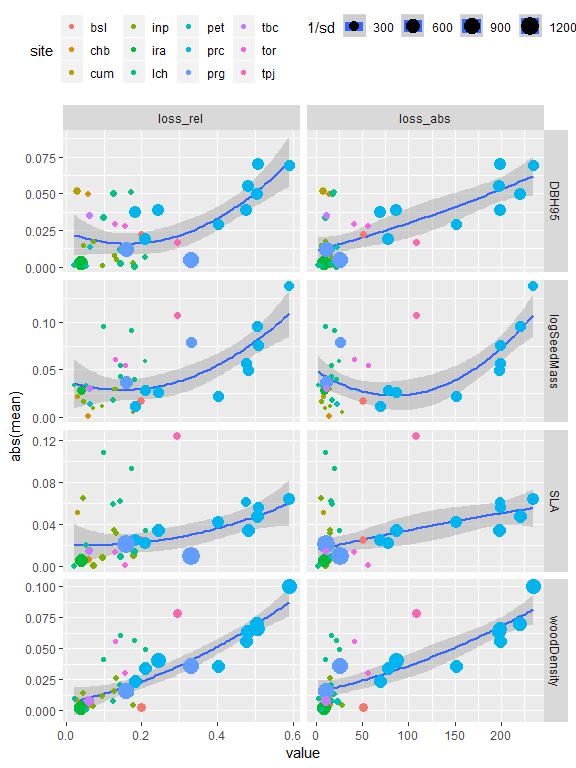 site bsl inp pet tbc 1/sd 300 600 900 1200
chb ira prc tor
cum lch prg tpj
loss_rel loss_abs
abs(mean)
0.075
0.050
0.025
0.000
DBH96
0.10
0.05
0.00
logSeedMass
0.12
0.08
0.04
0.00
SLA
0.100
0.075
0.050
0.025
0.000
woodDensity
0.0 0.2 0.4 0.6 0 50 100 150 200
value